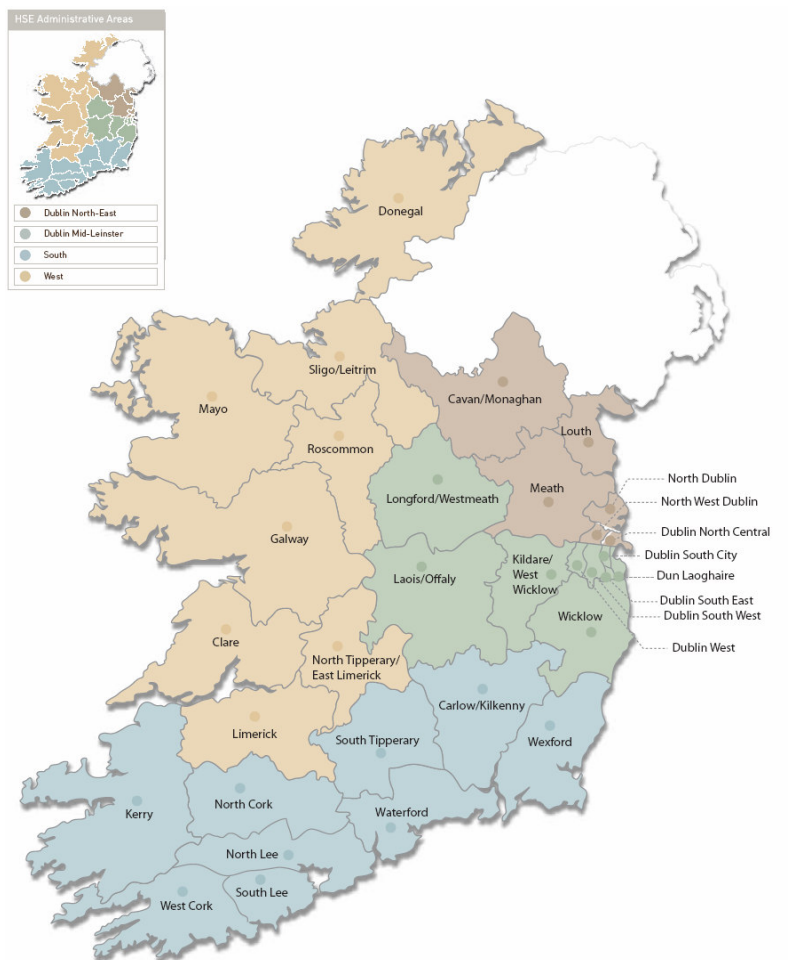 HSE Administrative Areas
Dublin North-East
Dublin Mid-Leinster
South
West
Donegal
Sligo/Leitrim
Mayo
Cavan/Monaghan
Louth
Roscommon
North Dublin
Meath
Longford/Westmeath
North West Dublin
Galway
Dublin North Central
Dublin South City
Kildare/
West
Wicklow
Laois/Offaly
Dun Laoghaire
Dublin South East
Wicklow
Dublin South West
Clare
Dublin West
North Tipperary/
East Limerick
Carlow/Kilkenny
Limerick
South Tipperary
Wexford
North Cork
Kerry
Waterford
North Lee
South Lee
West Cork